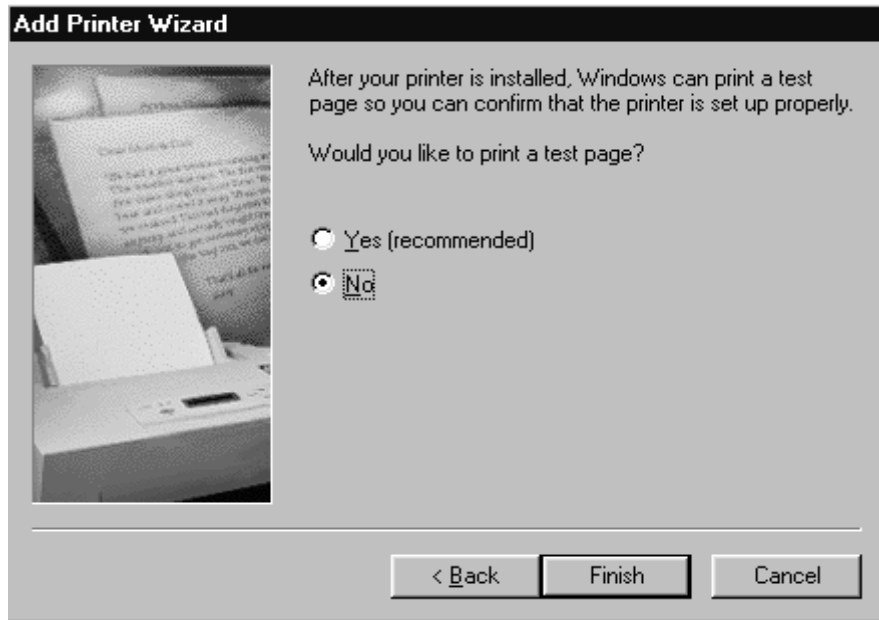 Add Printer Wizard
After your printer is installed, Windows can print a test
page so you can confirm that the printer is set up properly.
Would you like to print a test page?
Yes (recommended)
No
< Back
Finish
Cancel